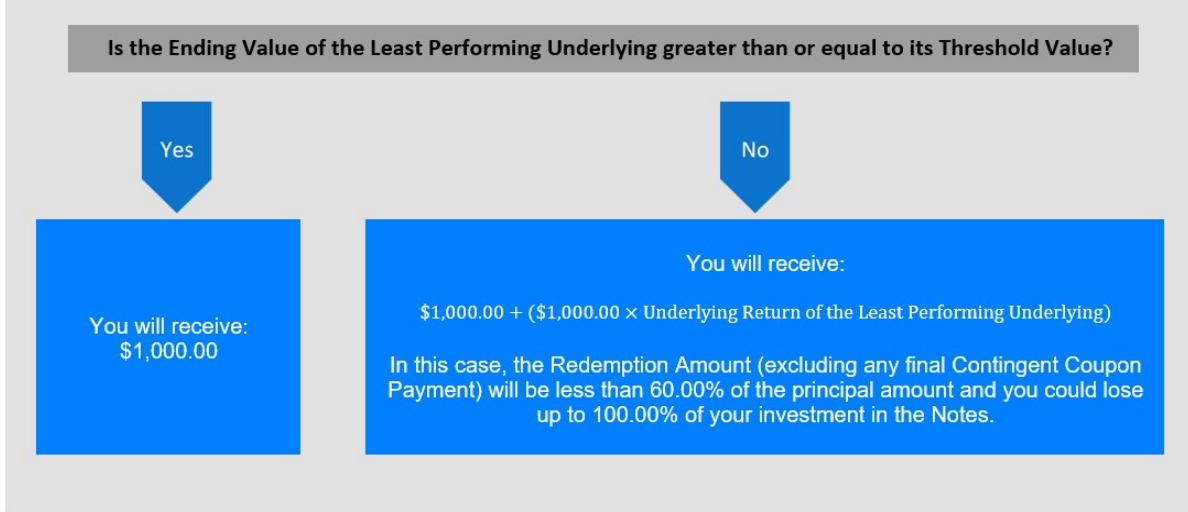 Is the Ending Value of the Least Performing Underlying greater than or equal to its Threshold Value?
Yes
No
You will receive:
$1,000.00
You will receive:
$1,000.00 + ($1,000.00 × Underlying Return of the Least Performing Underlying)
In this case, the Redemption Amount (excluding any final Contingent Coupon
Payment) will be less than 60.00% of the principal amount and you could lose
up to 100.00% of your investment in the Notes.